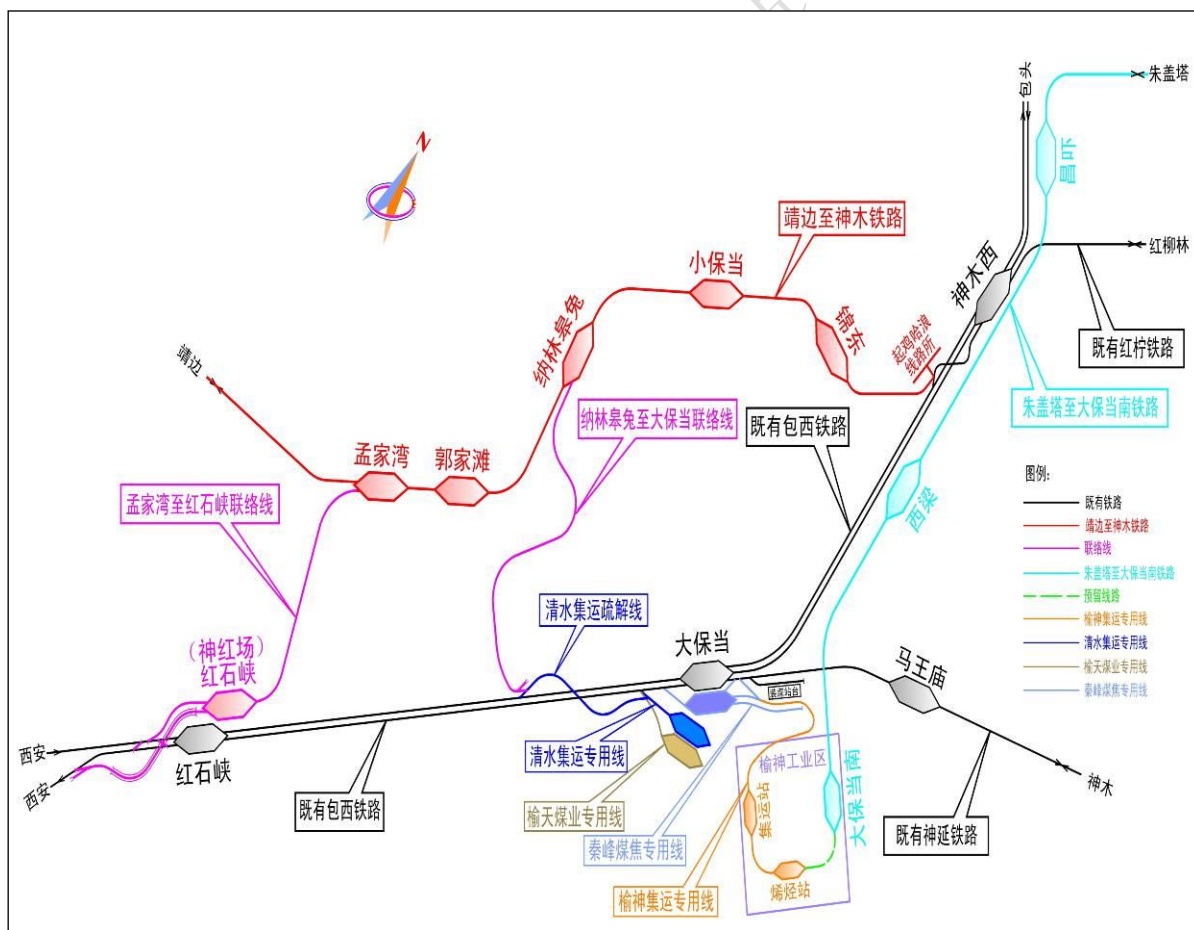 N
包头
朱盖塔
昌吓
红柳林
靖边至神木铁路
小保当
神木西
纳林皋兔
锦东
起鸡哈浪
线路所
既有红柠铁路
靖边
纳林皋兔至大保当联络线
既有包西铁路
朱盖塔至大保当南铁路
孟家湾
郭家滩
孟家湾至红石峡联络线
西梁
图例:
既有铁路
靖边至神木铁路
联络线
朱盖塔至大保当南铁路
预留线路
榆神集运专用线
清水集运专用线
榆天煤业专用线
秦峰煤焦专用线
清水集运疏解线
大保当
马王庙
(神红场)
红石峡
西安
西安
红石峡
既有包西铁路
清水集运专用线
榆天煤业专用线
秦峰煤焦专用线
榆神集运专用线
榆神工业区
集运站
大保当南
烯烃站
既有神延铁路
神木